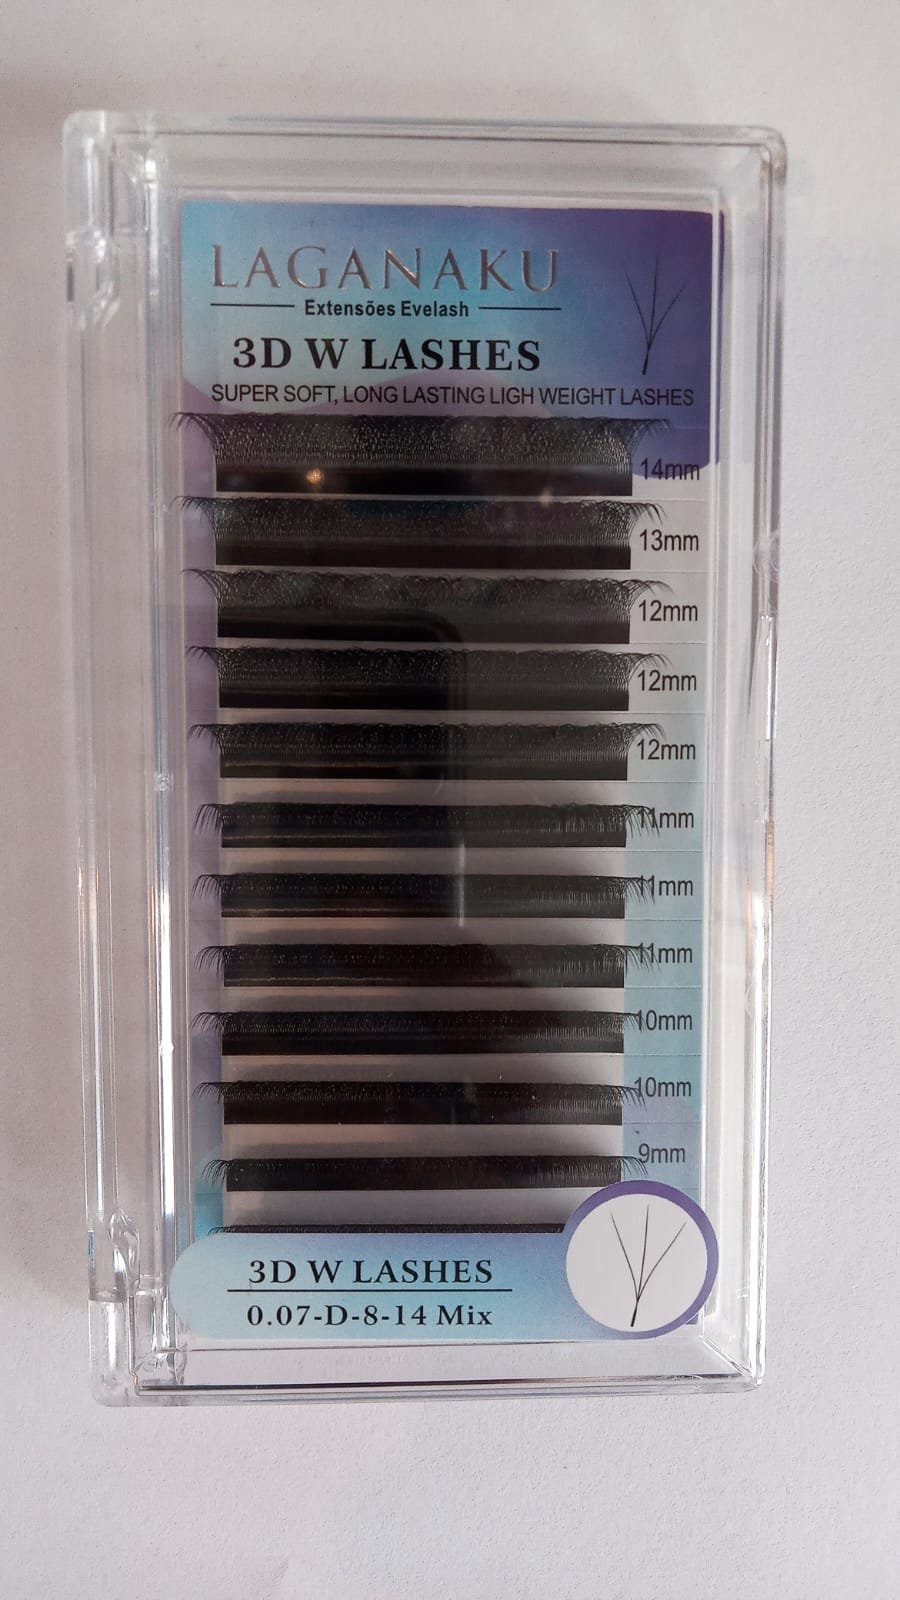 LAGANAKU
Extensões Evelash
3D W LASHES
SUPER SOFT, LONG LASTING LIGH WEIGHT LASHES
14mm
13mm
12mm
12mm
12mm
11mm
11mm
11mm
10mm
10mm
9mm
3D W LASHES
0.07-D-8-14 Mix